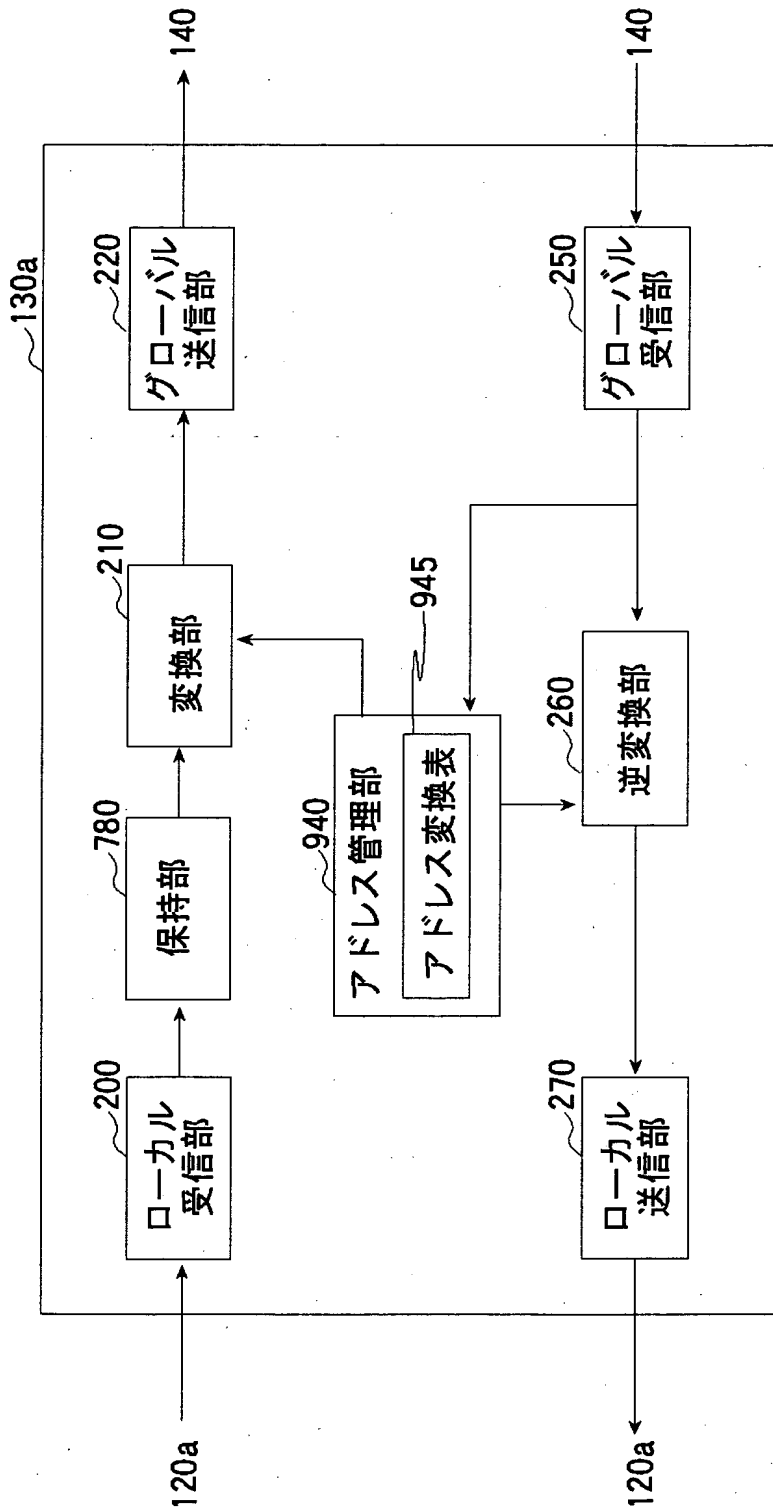 130a
200
780
210
220
120a
ローカル
受信部
保持部
変換部
グローバル
送信部
140
940
945
アドレス管理部
アドレス変換表
270
260
250
120a
ローカル
送信部
逆変換部
グローバル
受信部
140